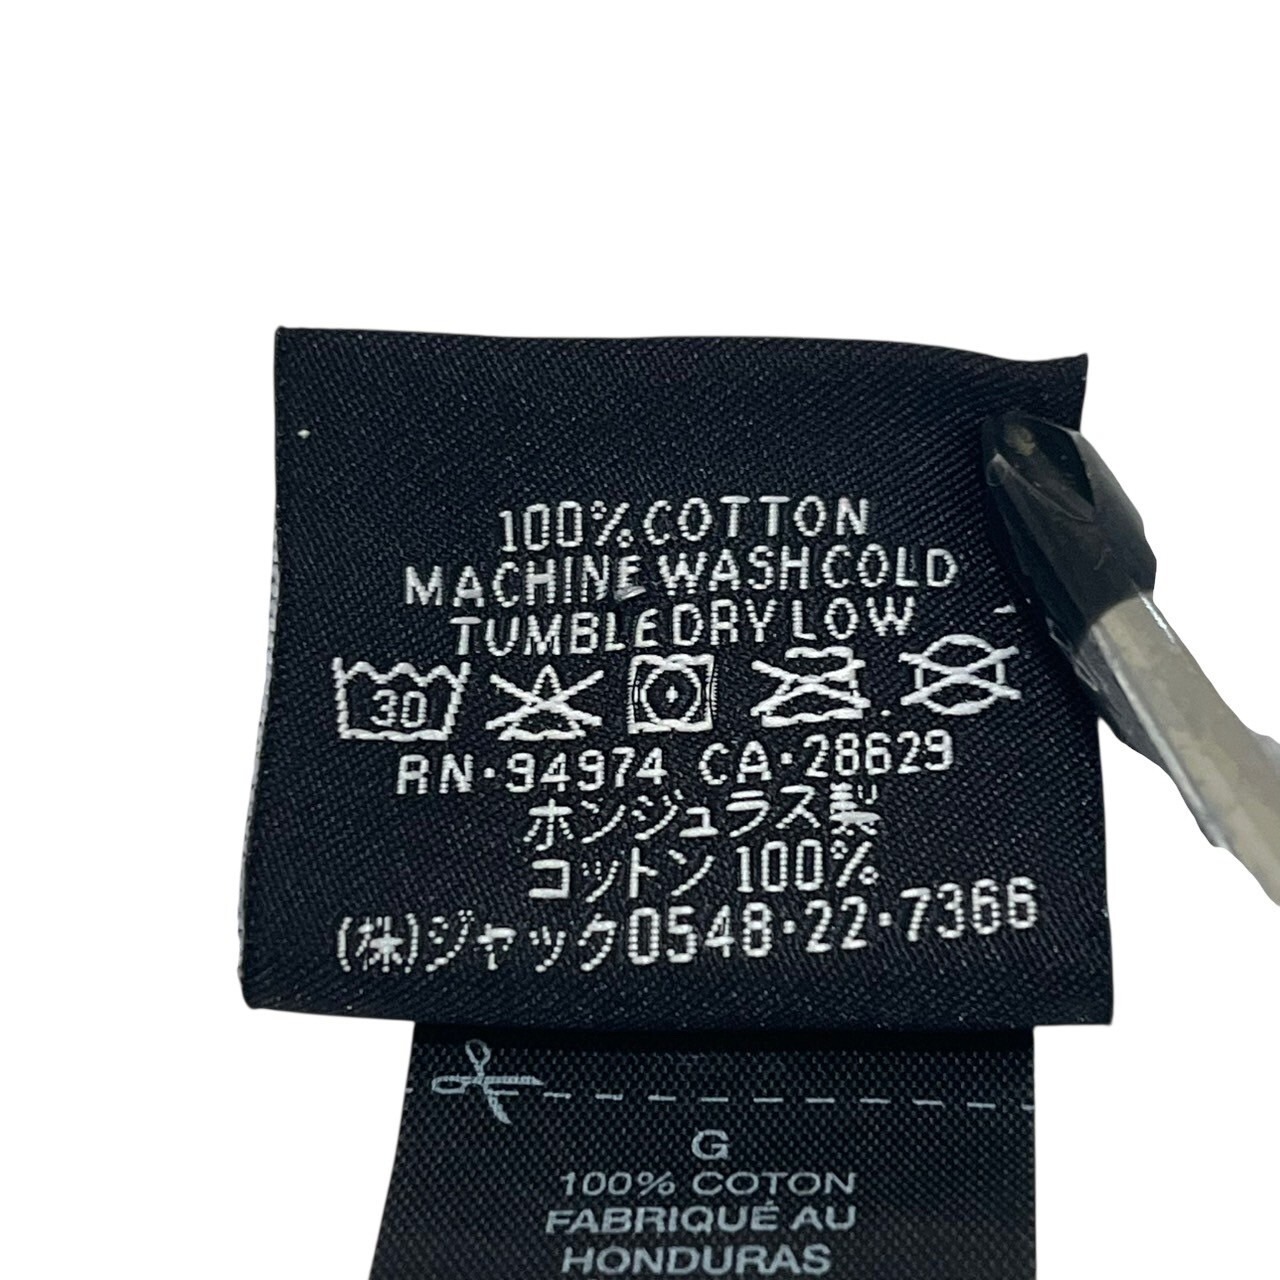 100% COTTON
MACHINE WASH COLD
TUMBLE DRY LOW
30
RN·94974 CA·28629
ホンジュラス製
コットン 100%
(株)ジャック0548·22·7366
G
100% COTON
FABRIQUÉ AU
HONDURAS